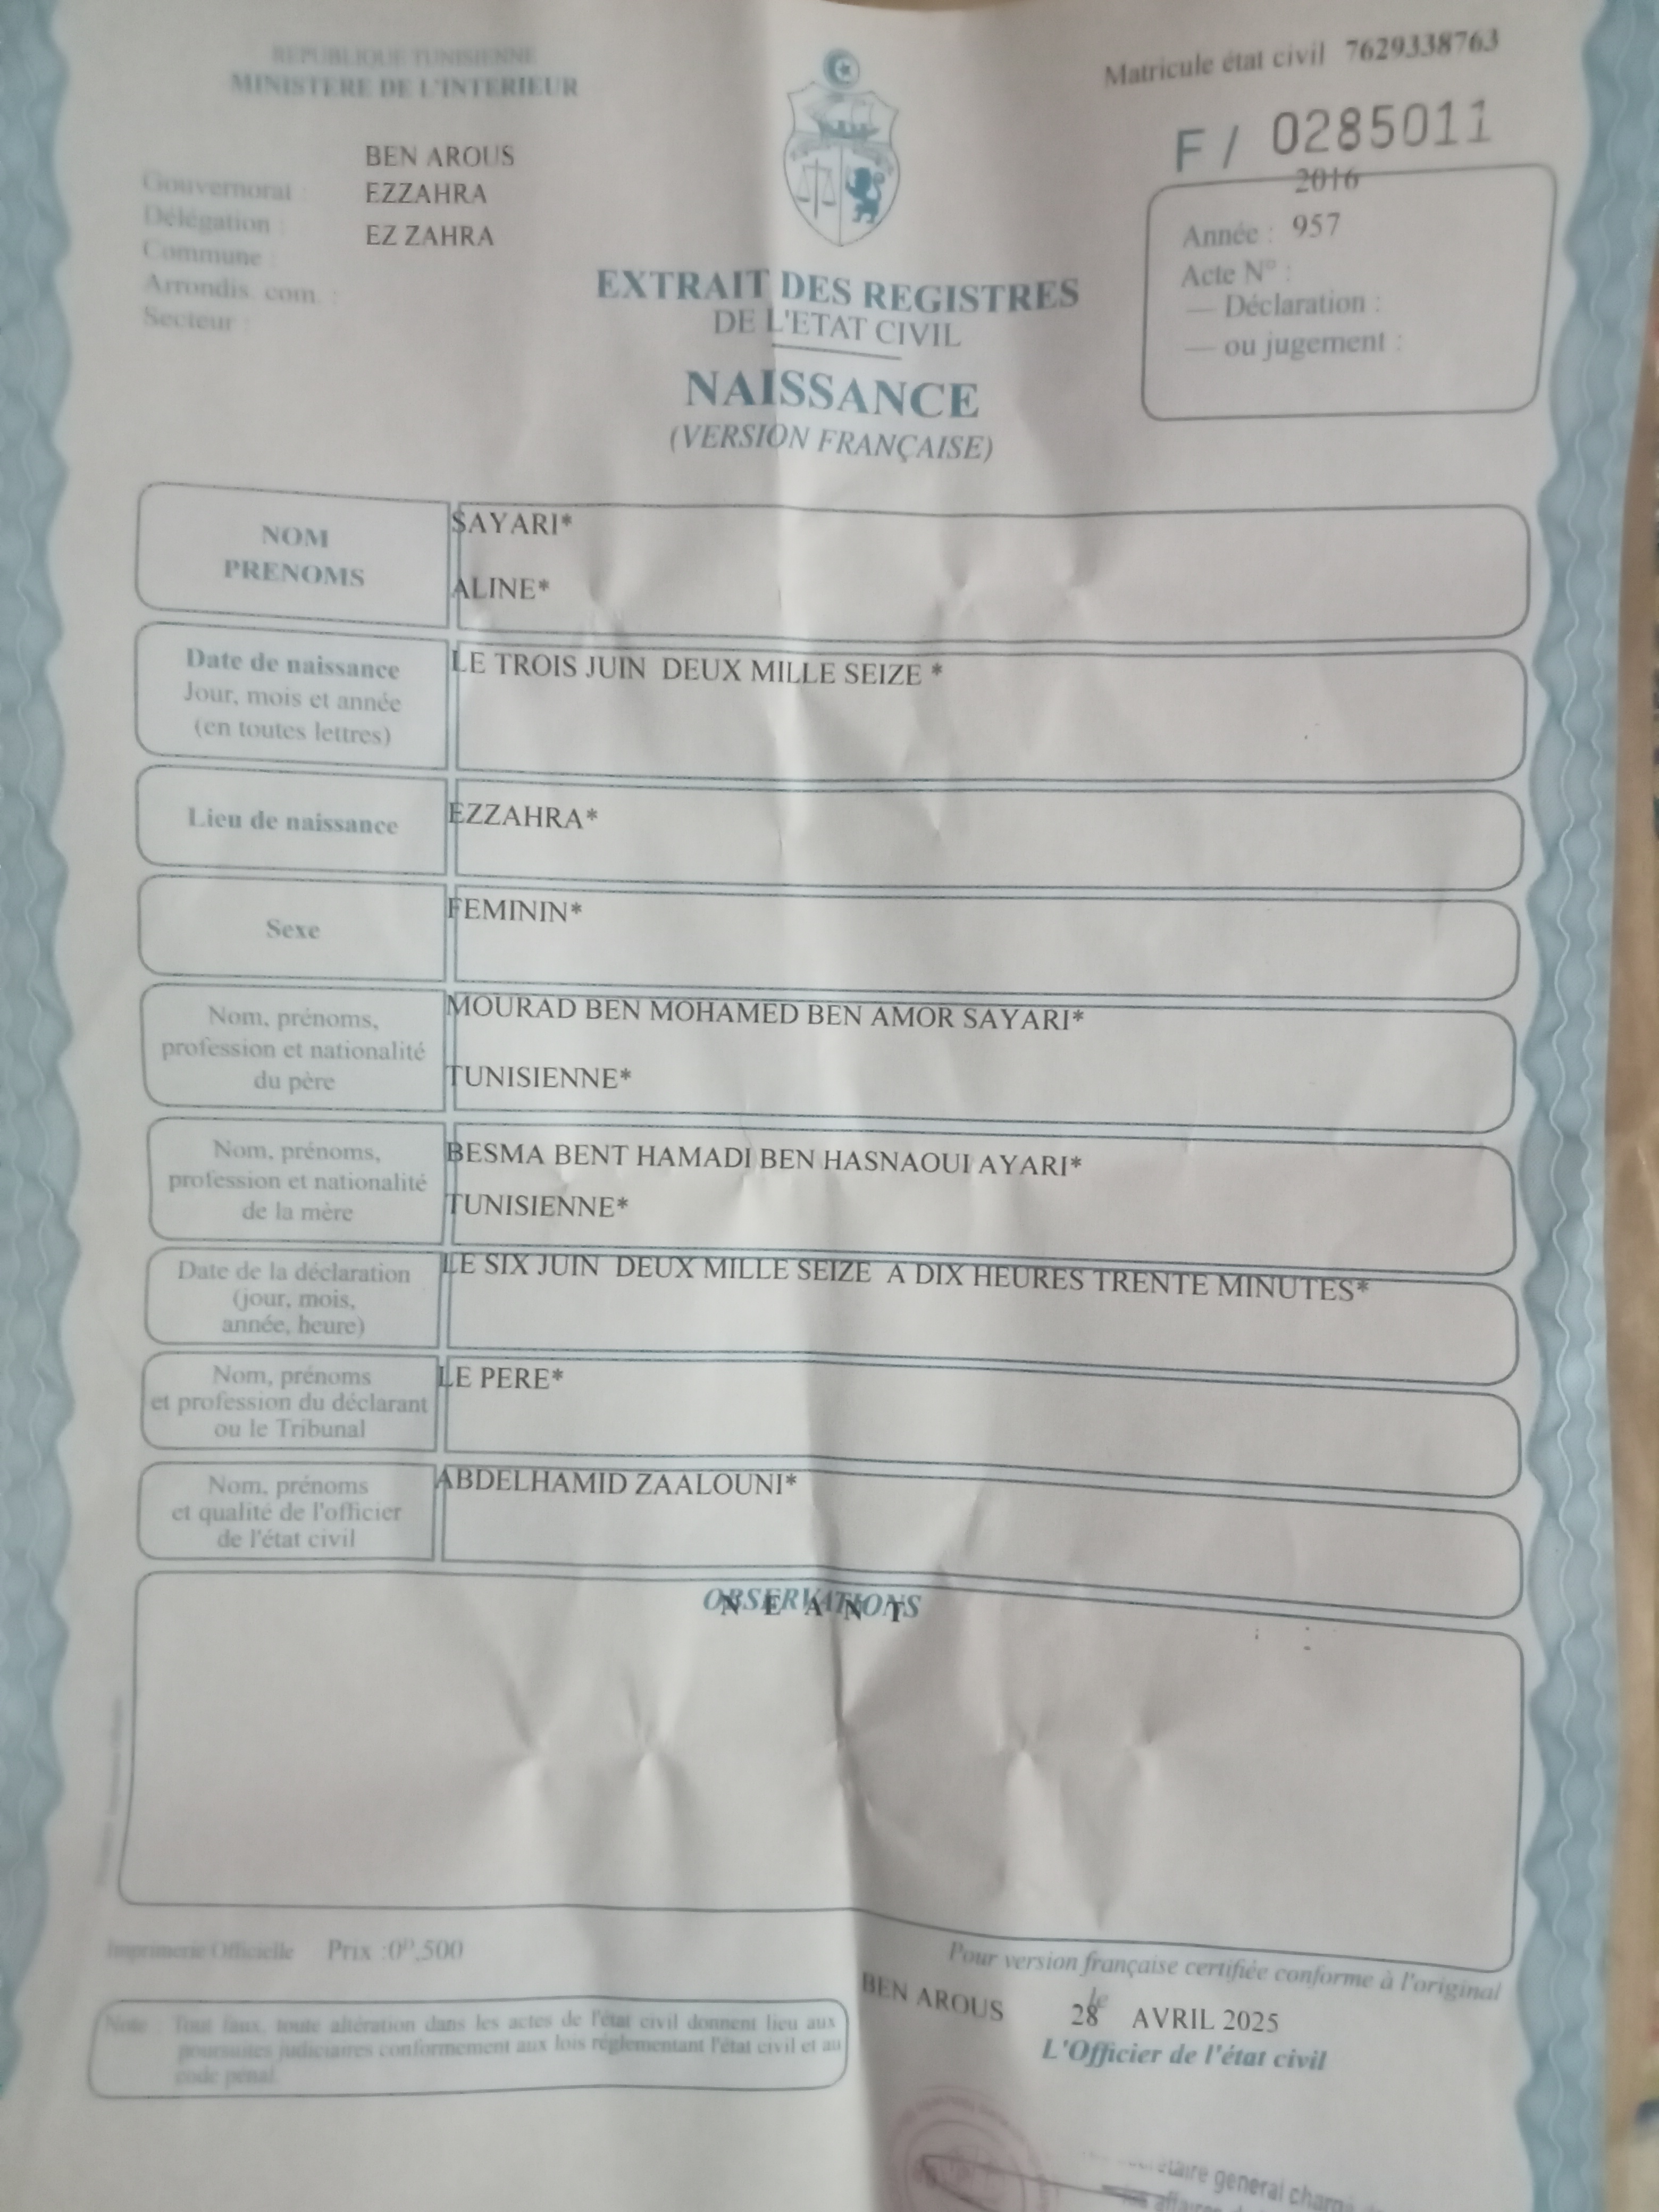 REPUBLIQUE TUNISIENNE
MINISTERE DE L'INTERIEUR
Matricule état civil 7629338763
F / 0285011
BEN AROUS
Gouvernorat :
EZZAHRA
Délégation :
EZ ZAHRA
Commune :
Arrondis. com. :
Secteur :
2016
Année : 957
Acte N° :
— Déclaration :
— ou jugement :
EXTRAIT DES REGISTRES
DE L'ETAT CIVIL
NAISSANCE
(VERSION FRANÇAISE)
NOM
PRENOMS
SAYARI*
ALINE*
Date de naissance
Jour, mois et année
(en toutes lettres)
LE TROIS JUIN DEUX MILLE SEIZE *
Lieu de naissance
EZZAHRA*
Sexe
FEMININ*
Nom, prénoms,
profession et nationalité
du père
MOURAD BEN MOHAMED BEN AMOR SAYARI*
TUNISIENNE*
Nom, prénoms,
profession et nationalité
de la mère
BESMA BENT HAMADI BEN HASNAOUI AYARI*
TUNISIENNE*
Date de la déclaration
(jour, mois,
année, heure)
LE SIX JUIN DEUX MILLE SEIZE A DIX HEURES TRENTE MINUTES*
Nom, prénoms
et profession du déclarant
ou le Tribunal
LE PERE*
Nom, prénoms
et qualité de l'officier
de l'état civil
ABDELHAMID ZAALOUNI*
OBSERVATIONS
N E A N T
Imprimerie Officielle Prix :0ᴰ,500
Pour version française certifiée conforme à l'original
BEN AROUS le 28 AVRIL 2025
L'Officier de l'état civil
Note : Tout faux, toute altération dans les actes de l'état civil donnent lieu aux
poursuites judiciaires conformement aux lois réglementant l'état civil et au
code pénal.
general
affaires